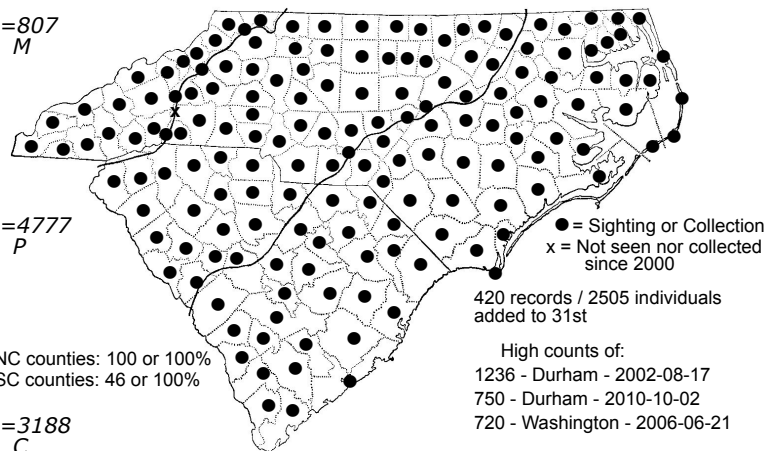 =807
M
=4777
P
● = Sighting or Collection
x = Not seen nor collected
since 2000
x
420 records / 2505 individuals
added to 31st
NC counties: 100 or 100%
SC counties: 46 or 100%
High counts of:
1236 - Durham - 2002-08-17
750 - Durham - 2010-10-02
720 - Washington - 2006-06-21
=3188
C